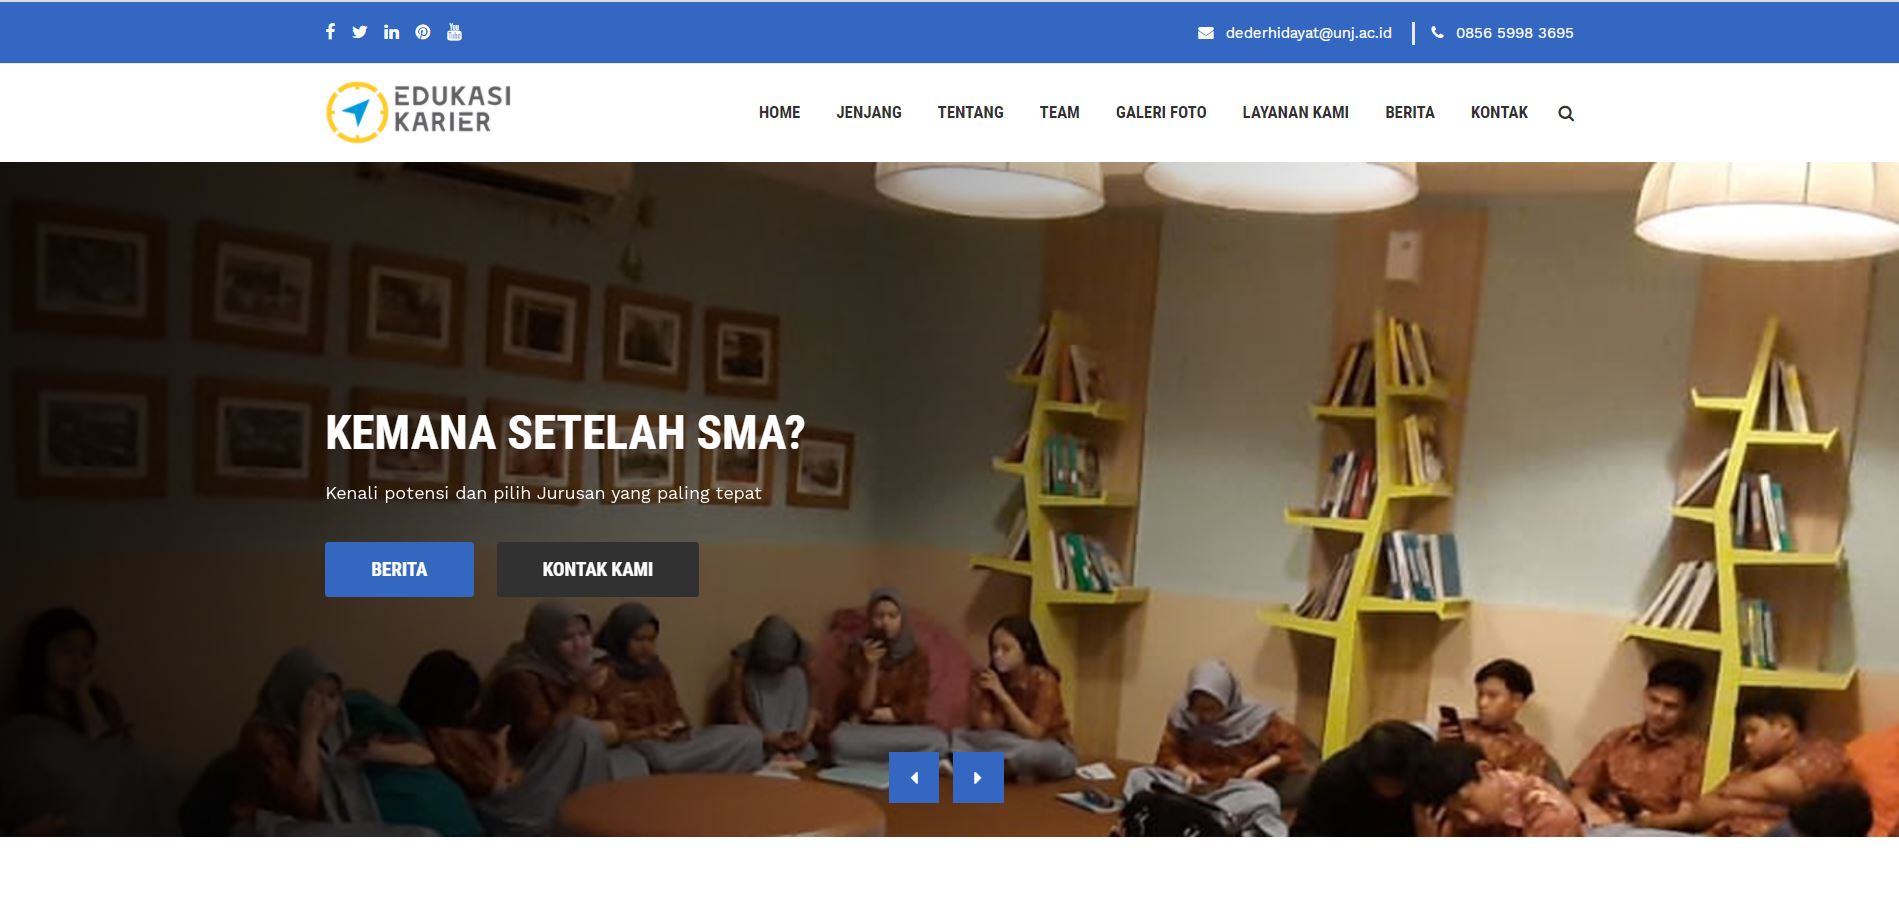 dederhidayat@unj.ac.id
0856 5998 3695
EDUKASI
KARIER
HOME
JENJANG
TENTANG
TEAM
GALERI FOTO
LAYANAN KAMI
BERITA
KONTAK
KEMANA SETELAH SMA?
Kenali potensi dan pilih Jurusan yang paling tepat
BERITA
KONTAK KAMI